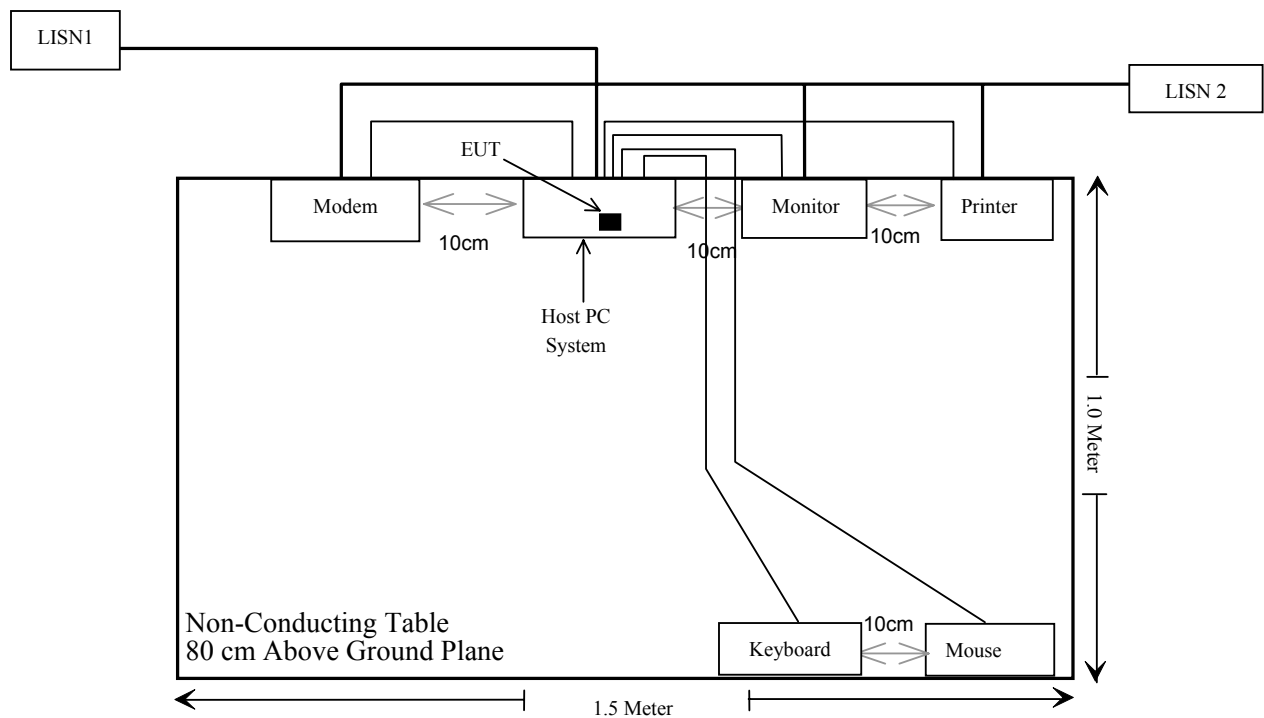 LISN1
LISN 2
EUT
Modem
Monitor
Printer
10cm
10cm
10cm
Host PC
System
1.0 Meter
Non-Conducting Table
80 cm Above Ground Plane
10cm
Keyboard
Mouse
1.5 Meter